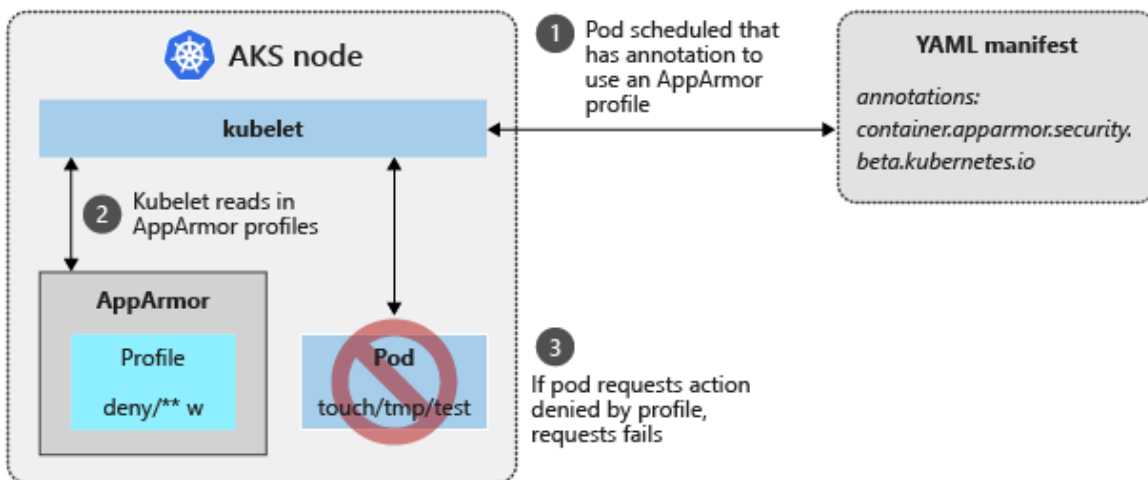 AKS node
kubelet
1
Pod scheduled that
has annotation to
use an AppArmor
profile
YAML manifest
annotations:
container.apparmor.security.
beta.kubernetes.io
2
Kubelet reads in
AppArmor profiles
AppArmor
Profile
deny/** w
Pod
touch/tmp/test
3
If pod requests action
denied by profile,
requests fails